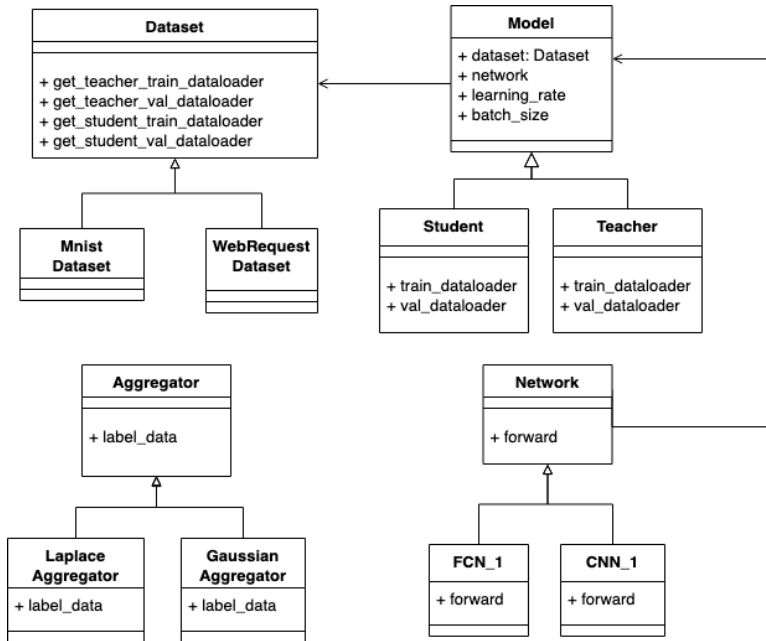 Dataset
+ get_teacher_train_dataloader
+ get_teacher_val_dataloader
+ get_student_train_dataloader
+ get_student_val_dataloader
Model
+ dataset: Dataset
+ network
+ learning_rate
+ batch_size
Mnist
Dataset
WebRequest
Dataset
Student
+ train_dataloader
+ val_dataloader
Teacher
+ train_dataloader
+ val_dataloader
Aggregator
+ label_data
Network
+ forward
Laplace
Aggregator
+ label_data
Gaussian
Aggregator
+ label_data
FCN_1
+ forward
CNN_1
+ forward